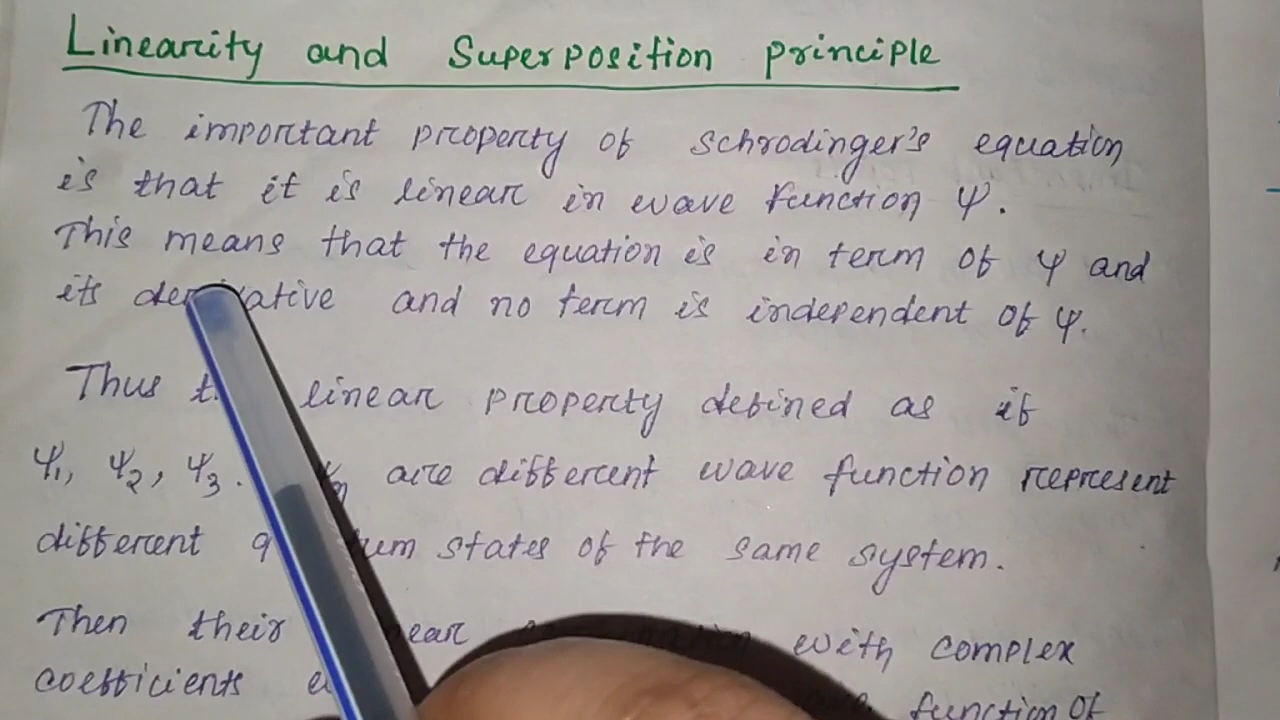 Linearity and Superposition principle
The important property of schrodinger's equation
is that it is linear in wave function ψ.
This means that the equation is in term of ψ and
its derivative and no term is independent of ψ.
Thus linear property defined as if
ψ1, ψ2, ψ3. are different wave function represent
different states of the same system.
Then their with complex
coefficients function of